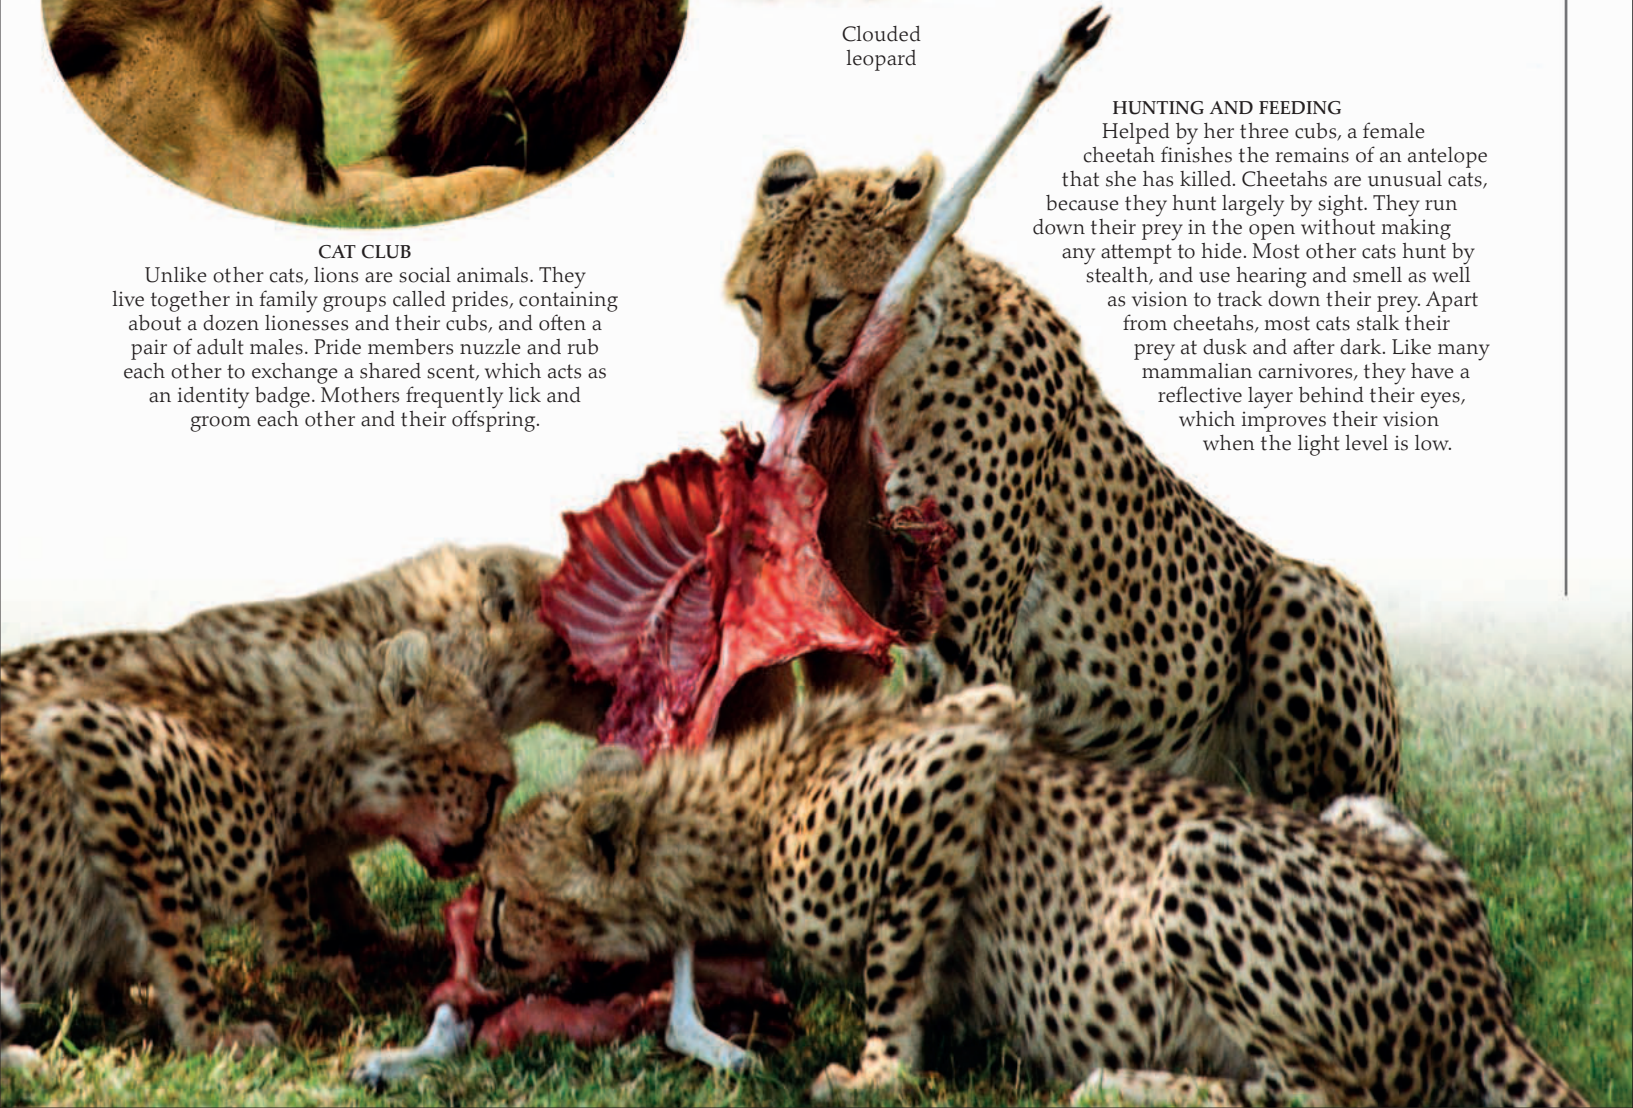 Clouded
leopard
HUNTING AND FEEDING
Helped by her three cubs, a female
cheetah finishes the remains of an antelope
that she has killed. Cheetahs are unusual cats,
because they hunt largely by sight. They run
down their prey in the open without making
any attempt to hide. Most other cats hunt by
stealth, and use hearing and smell as well
as vision to track down their prey. Apart
from cheetahs, most cats stalk their
prey at dusk and after dark. Like many
mammalian carnivores, they have a
reflective layer behind their eyes,
which improves their vision
when the light level is low.
CAT CLUB
Unlike other cats, lions are social animals. They
live together in family groups called prides, containing
about a dozen lionesses and their cubs, and often a
pair of adult males. Pride members nuzzle and rub
each other to exchange a shared scent, which acts as
an identity badge. Mothers frequently lick and
groom each other and their offspring.